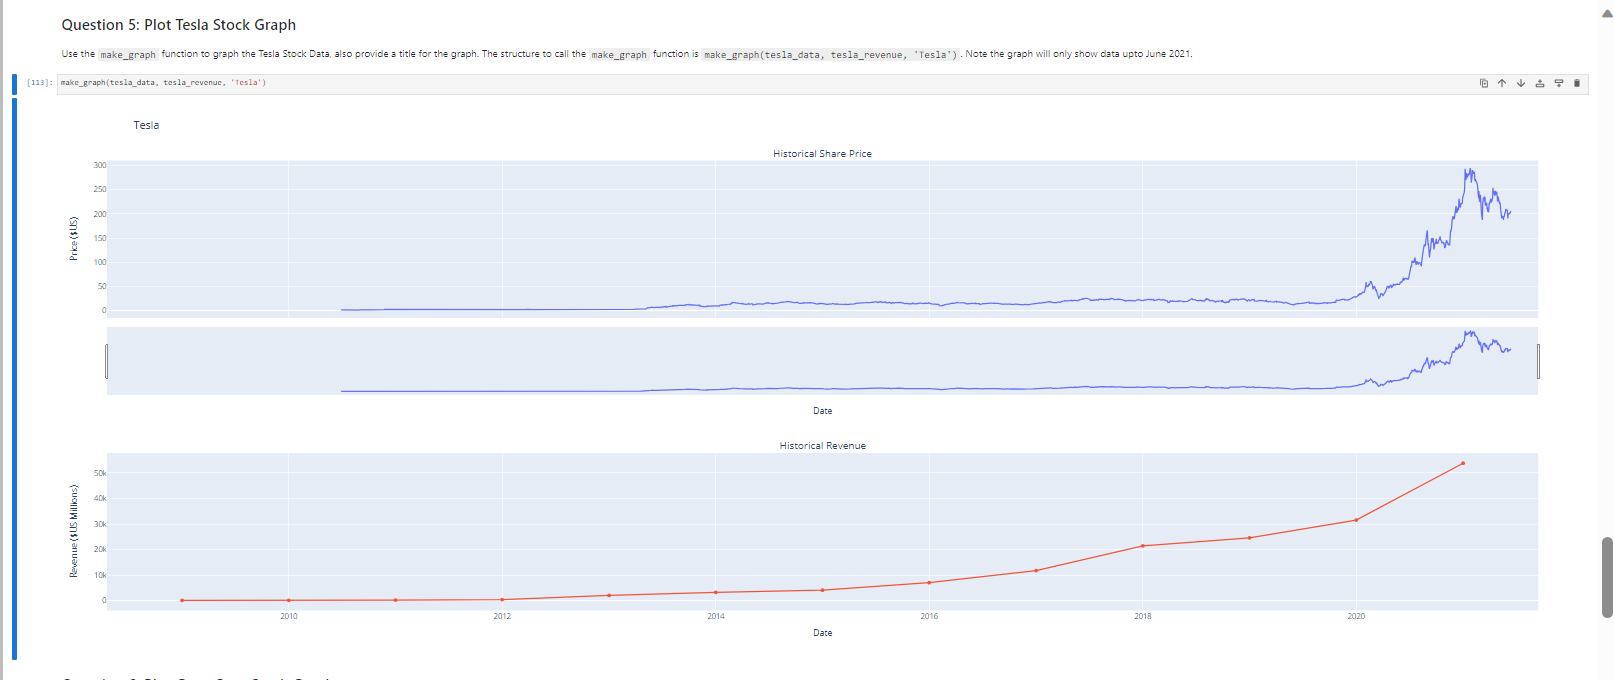 Question 5: Plot Tesla Stock Graph
Use the make_graph function to graph the Tesla Stock Data, also provide a title for the graph. The structure to call the make_graph function is make_graph(tesla_data, tesla_revenue, 'Tesla'). Note the graph will only show data upto June 2021.
[113]: make_graph(tesla_data, tesla_revenue, 'Tesla')
Tesla
Historical Share Price
300
250
200
150
100
50
0
Price ($US)
Date
Historical Revenue
50k
40k
30k
20k
10k
0
Revenue ($US Millions)
2010 2012 2014 2016 2018 2020
Date